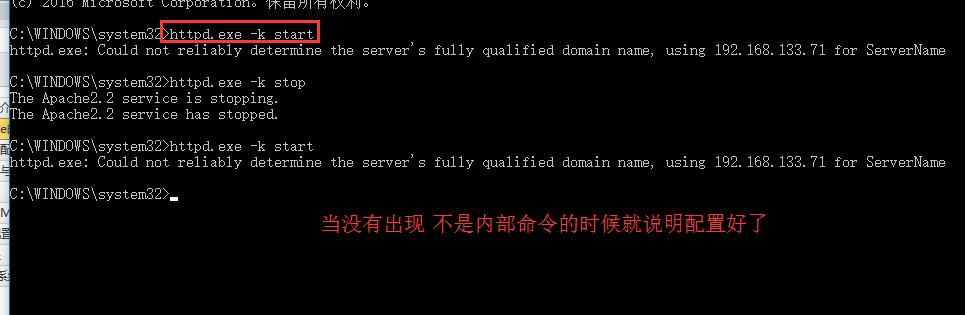 (c) 2016 Microsoft Corporation。保留所有权利。
C:\WINDOWS\system32>httpd.exe -k start
httpd.exe: Could not reliably determine the server's fully qualified domain name, using 192.168.133.71 for ServerName
C:\WINDOWS\system32>httpd.exe -k stop
The Apache2.2 service is stopping.
The Apache2.2 service has stopped.
C:\WINDOWS\system32>httpd.exe -k start
httpd.exe: Could not reliably determine the server's fully qualified domain name, using 192.168.133.71 for ServerName
C:\WINDOWS\system32>
当没有出现 不是内部命令的时候就说明配置好了